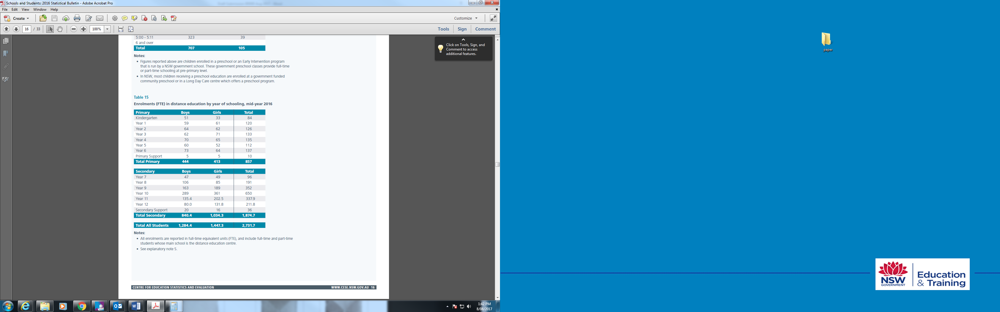 Schools and Students: 2016 Statistical Bulletin - Adobe Acrobat Pro
File Edit View Window Help
Create Customize
16 / 33 100% Tools Sign Comment
5:00 - 5:11 323 39
6 and over
Total 707 105
Notes:
• Figures reported above are children enrolled in a preschool or an Early Intervention program
that is run by a NSW government school. These government preschool classes provide full-time
or part-time schooling at pre-primary level.
• In NSW, most children receiving a preschool education are enrolled at a government funded
community preschool or in a Long Day Care centre which offers a preschool program.
Click on Tools, Sign, and
Comment to access
additional features.
paper
Table 15
Enrolments (FTE) in distance education by year of schooling, mid-year 2016
Primary Boys Girls Total
Kindergarten 51 33 84
Year 1 59 61 120
Year 2 64 62 126
Year 3 62 71 133
Year 4 70 65 135
Year 5 60 52 112
Year 6 73 64 137
Primary Support 5 5 10
Total Primary 444 413 857
Secondary Boys Girls Total
Year 7 47 49 96
Year 8 106 85 191
Year 9 163 189 352
Year 10 289 361 650
Year 11 135.4 202.5 337.9
Year 12 80.0 131.8 211.8
Secondary Support 20 16 36
Total Secondary 840.4 1,034.3 1,874.7
Total All Students 1,284.4 1,447.3 2,731.7
Notes:
• All enrolments are reported in full-time equivalent units (FTE), and include full-time and part-time
students whose main school is the distance education centre.
• See explanatory note 5.
CENTRE FOR EDUCATION STATISTICS AND EVALUATION WWW.CESE.NSW.GOV.AU 16
1:42 PM
8/08/2017
NSW
GOVERNMENT
Education
& Training